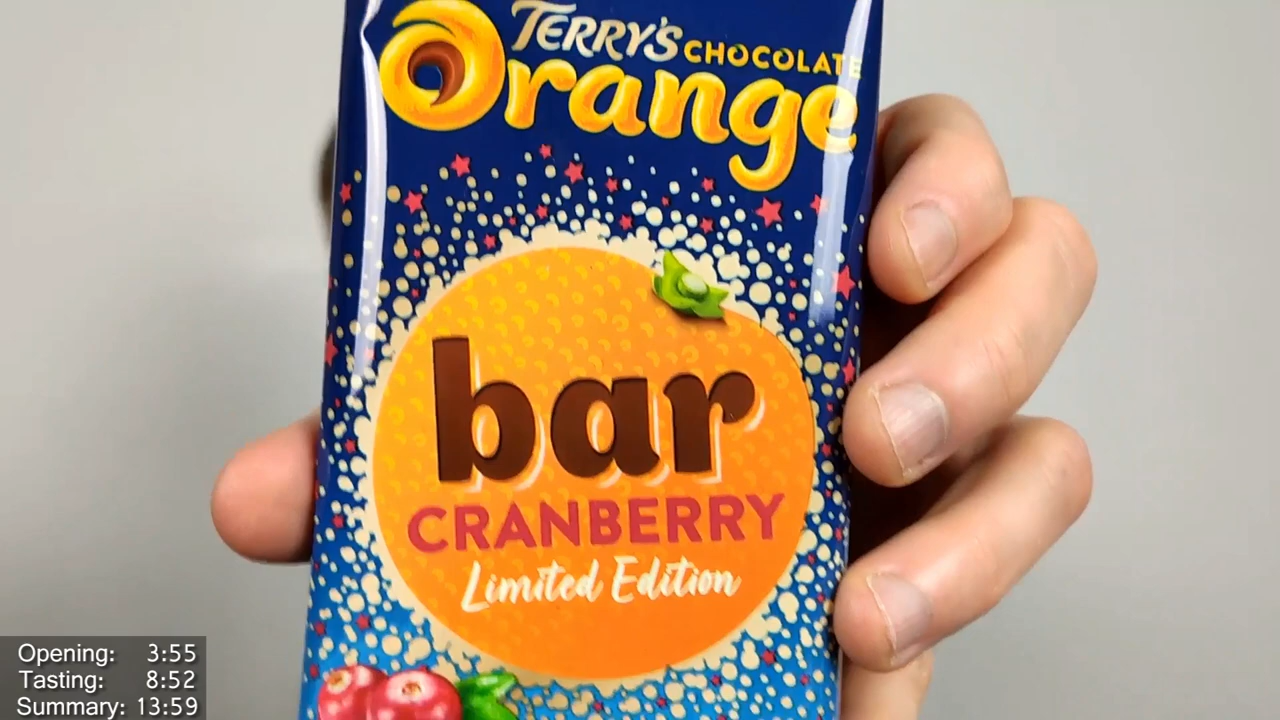 TERRY'S CHOCOLATE
Orange
bar
CRANBERRY
Limited Edition
Opening: 3:55
Tasting: 8:52
Summary: 13:59